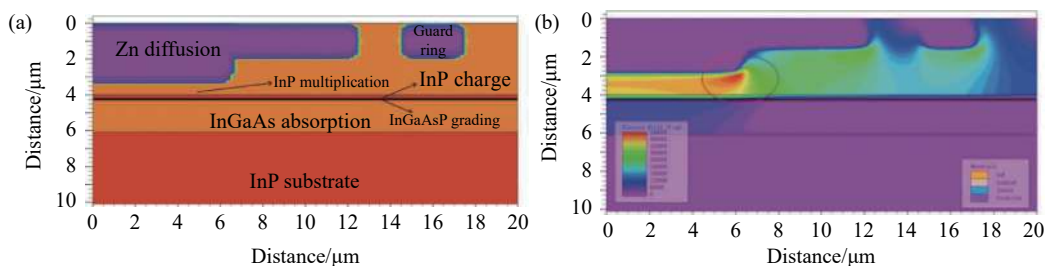 (a)
0
2
4
6
8
10
Distance/μm
Zn diffusion
Guard
ring
InP multiplication
InP charge
InGaAs absorption
InGaAsP grading
InP substrate
0 2 4 6 8 10 12 14 16 18 20
Distance/μm
(b)
0
2
4
6
8
10
Distance/μm
0 2 4 6 8 10 12 14 16 18 20
Distance/μm